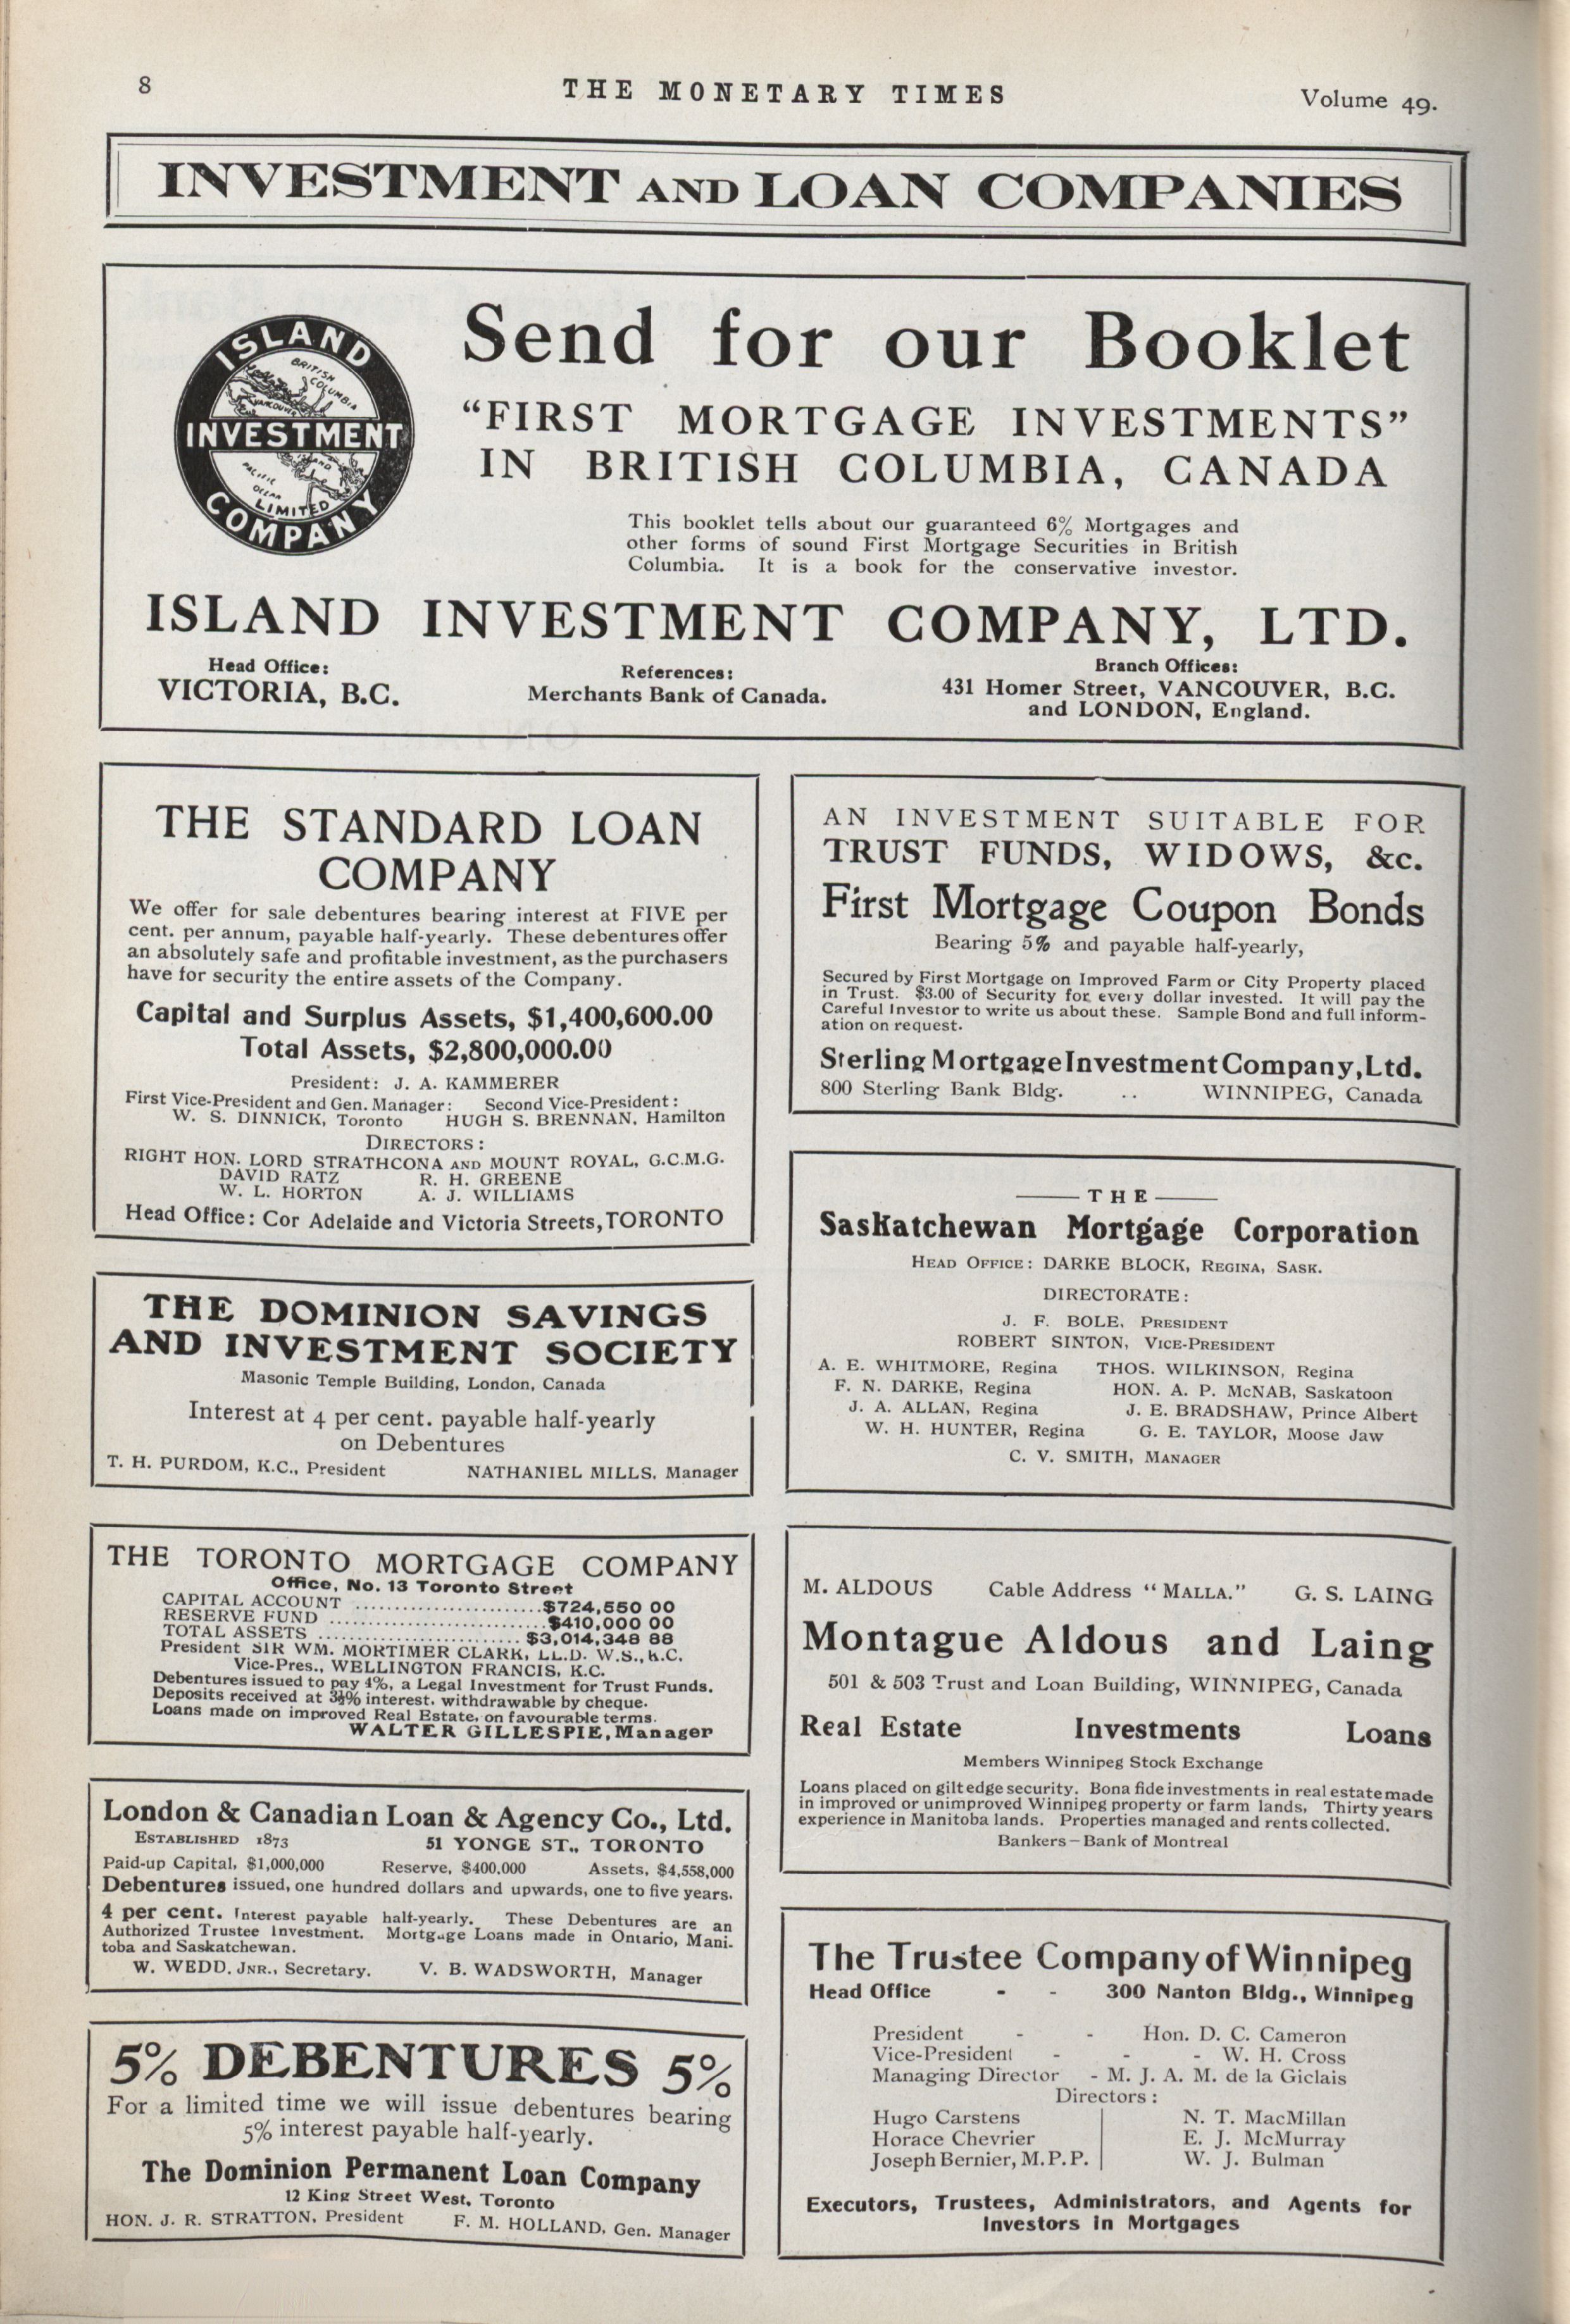 8
THE MONETARY TIMES
Volume 49.
INVESTMENT AND LOAN COMPANIES
ISLAND
BRITISH
COLUMBIA
VANCOUVER
INVESTMENT
ISLAND
PACIFIC
OCEAN
LIMITED
COMPANY
Send for our Booklet
“FIRST MORTGAGE INVESTMENTS”
IN BRITISH COLUMBIA, CANADA
This booklet tells about our guaranteed 6% Mortgages and
other forms of sound First Mortgage Securities in British
Columbia. It is a book for the conservative investor.
ISLAND INVESTMENT COMPANY, LTD.
Head Office:
VICTORIA, B.C.
References:
Merchants Bank of Canada.
Branch Offices:
431 Homer Street, VANCOUVER, B.C.
and LONDON, England.
THE STANDARD LOAN
COMPANY
We offer for sale debentures bearing interest at FIVE per
cent. per annum, payable half-yearly. These debentures offer
an absolutely safe and profitable investment, as the purchasers
have for security the entire assets of the Company.
Capital and Surplus Assets, $1,400,600.00
Total Assets, $2,800,000.00
President: J. A. KAMMERER
First Vice-President and Gen. Manager: Second Vice-President:
W. S. DINNICK, Toronto HUGH S. BRENNAN, Hamilton
DIRECTORS:
RIGHT HON. LORD STRATHCONA AND MOUNT ROYAL, G.C.M.G.
DAVID RATZ R. H. GREENE
W. L. HORTON A. J. WILLIAMS
Head Office: Cor Adelaide and Victoria Streets, TORONTO
THE DOMINION SAVINGS
AND INVESTMENT SOCIETY
Masonic Temple Building, London, Canada
Interest at 4 per cent. payable half-yearly
on Debentures
T. H. PURDOM, K.C., President NATHANIEL MILLS, Manager
THE TORONTO MORTGAGE COMPANY
Office, No. 13 Toronto Street
CAPITAL ACCOUNT ........................ $724,550 00
RESERVE FUND ........................ $410,000 00
TOTAL ASSETS ........................ $3,014,348 88
President SIR WM. MORTIMER CLARK, LL.D. W.S., K.C.
Vice-Pres., WELLINGTON FRANCIS, K.C.
Debentures issued to pay 4%, a Legal Investment for Trust Funds.
Deposits received at 3½% interest, withdrawable by cheque.
Loans made on improved Real Estate, on favourable terms.
WALTER GILLESPIE, Manager
London & Canadian Loan & Agency Co., Ltd.
ESTABLISHED 1873 51 YONGE ST., TORONTO
Paid-up Capital, $1,000,000 Reserve, $400,000 Assets, $4,558,000
Debentures issued, one hundred dollars and upwards, one to five years.
4 per cent. Interest payable half-yearly. These Debentures are an
Authorized Trustee Investment. Mortgage Loans made in Ontario, Mani-
toba and Saskatchewan.
W. WEDD, JNR., Secretary. V. B. WADSWORTH, Manager
5% DEBENTURES 5%
For a limited time we will issue debentures bearing
5% interest payable half-yearly.
The Dominion Permanent Loan Company
12 King Street West, Toronto
HON. J. R. STRATTON, President F. M. HOLLAND, Gen. Manager
AN INVESTMENT SUITABLE FOR
TRUST FUNDS, WIDOWS, &c.
First Mortgage Coupon Bonds
Bearing 5% and payable half-yearly,
Secured by First Mortgage on Improved Farm or City Property placed
in Trust. $3.00 of Security for every dollar invested. It will pay the
Careful Investor to write us about these. Sample Bond and full inform-
ation on request.
Sterling Mortgage Investment Company, Ltd.
800 Sterling Bank Bldg. .. WINNIPEG, Canada
THE
Saskatchewan Mortgage Corporation
HEAD OFFICE: DARKE BLOCK, REGINA, SASK.
DIRECTORATE:
J. F. BOLE, PRESIDENT
ROBERT SINTON, VICE-PRESIDENT
A. E. WHITMORE, Regina THOS. WILKINSON, Regina
F. N. DARKE, Regina HON. A. P. McNAB, Saskatoon
J. A. ALLAN, Regina J. E. BRADSHAW, Prince Albert
W. H. HUNTER, Regina G. E. TAYLOR, Moose Jaw
C. V. SMITH, MANAGER
M. ALDOUS Cable Address “MALLA.” G. S. LAING
Montague Aldous and Laing
501 & 503 Trust and Loan Building, WINNIPEG, Canada
Real Estate Investments Loans
Members Winnipeg Stock Exchange
Loans placed on gilt edge security. Bona fide investments in real estate made
in improved or unimproved Winnipeg property or farm lands, Thirty years
experience in Manitoba lands. Properties managed and rents collected.
Bankers—Bank of Montreal
The Trustee Company of Winnipeg
Head Office - - 300 Nanton Bldg., Winnipeg
President - - Hon. D. C. Cameron
Vice-President - - - W. H. Cross
Managing Director - M. J. A. M. de la Giclais
Directors:
Hugo Carstens N. T. MacMillan
Horace Chevrier E. J. McMurray
Joseph Bernier, M.P.P. W. J. Bulman
Executors, Trustees, Administrators, and Agents for
Investors in Mortgages